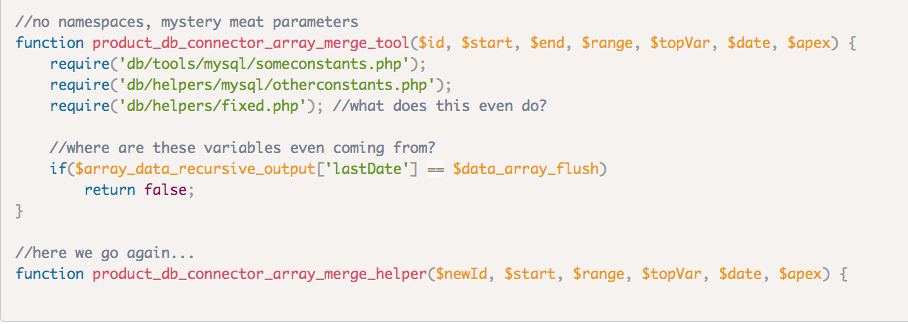 //no namespaces, mystery meat parameters
function product_db_connector_array_merge_tool($id, $start, $end, $range, $topVar, $date, $apex) {
    require('db/tools/mysql/someconstants.php');
    require('db/helpers/mysql/otherconstants.php');
    require('db/helpers/fixed.php'); //what does this even do?

    //where are these variables even coming from?
    if($array_data_recursive_output['lastDate'] == $data_array_flush)
        return false;
}

//here we go again...
function product_db_connector_array_merge_helper($newId, $start, $range, $topVar, $date, $apex) {